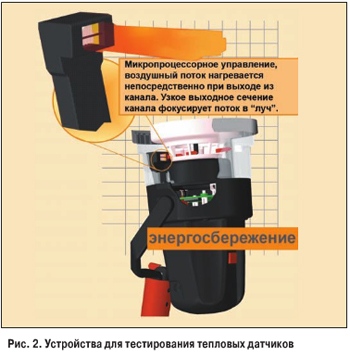 Микропроцессорное управление,
воздушный поток нагревается
непосредственно при выходе из
канала. Узкое выходное сечение
канала фокусирует поток в "луч".
энергосбережение
Рис. 2. Устройства для тестирования тепловых датчиков